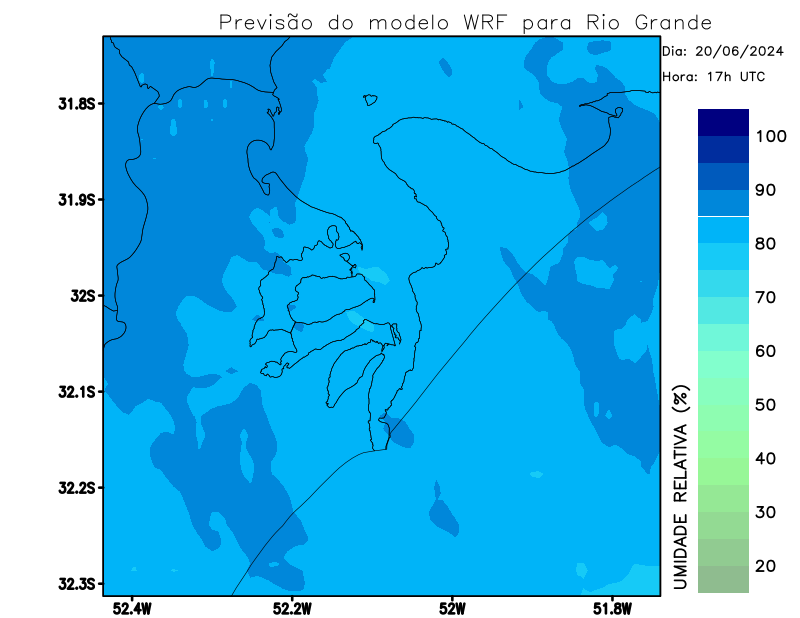 Previsão do modelo WRF para Rio Grande
Dia: 20/06/2024
Hora: 17h UTC
31.8S
31.9S
32S
32.1S
32.2S
32.3S
52.4W
52.2W
52W
51.8W
100
90
80
70
60
50
40
30
20
UMIDADE RELATIVA (%)